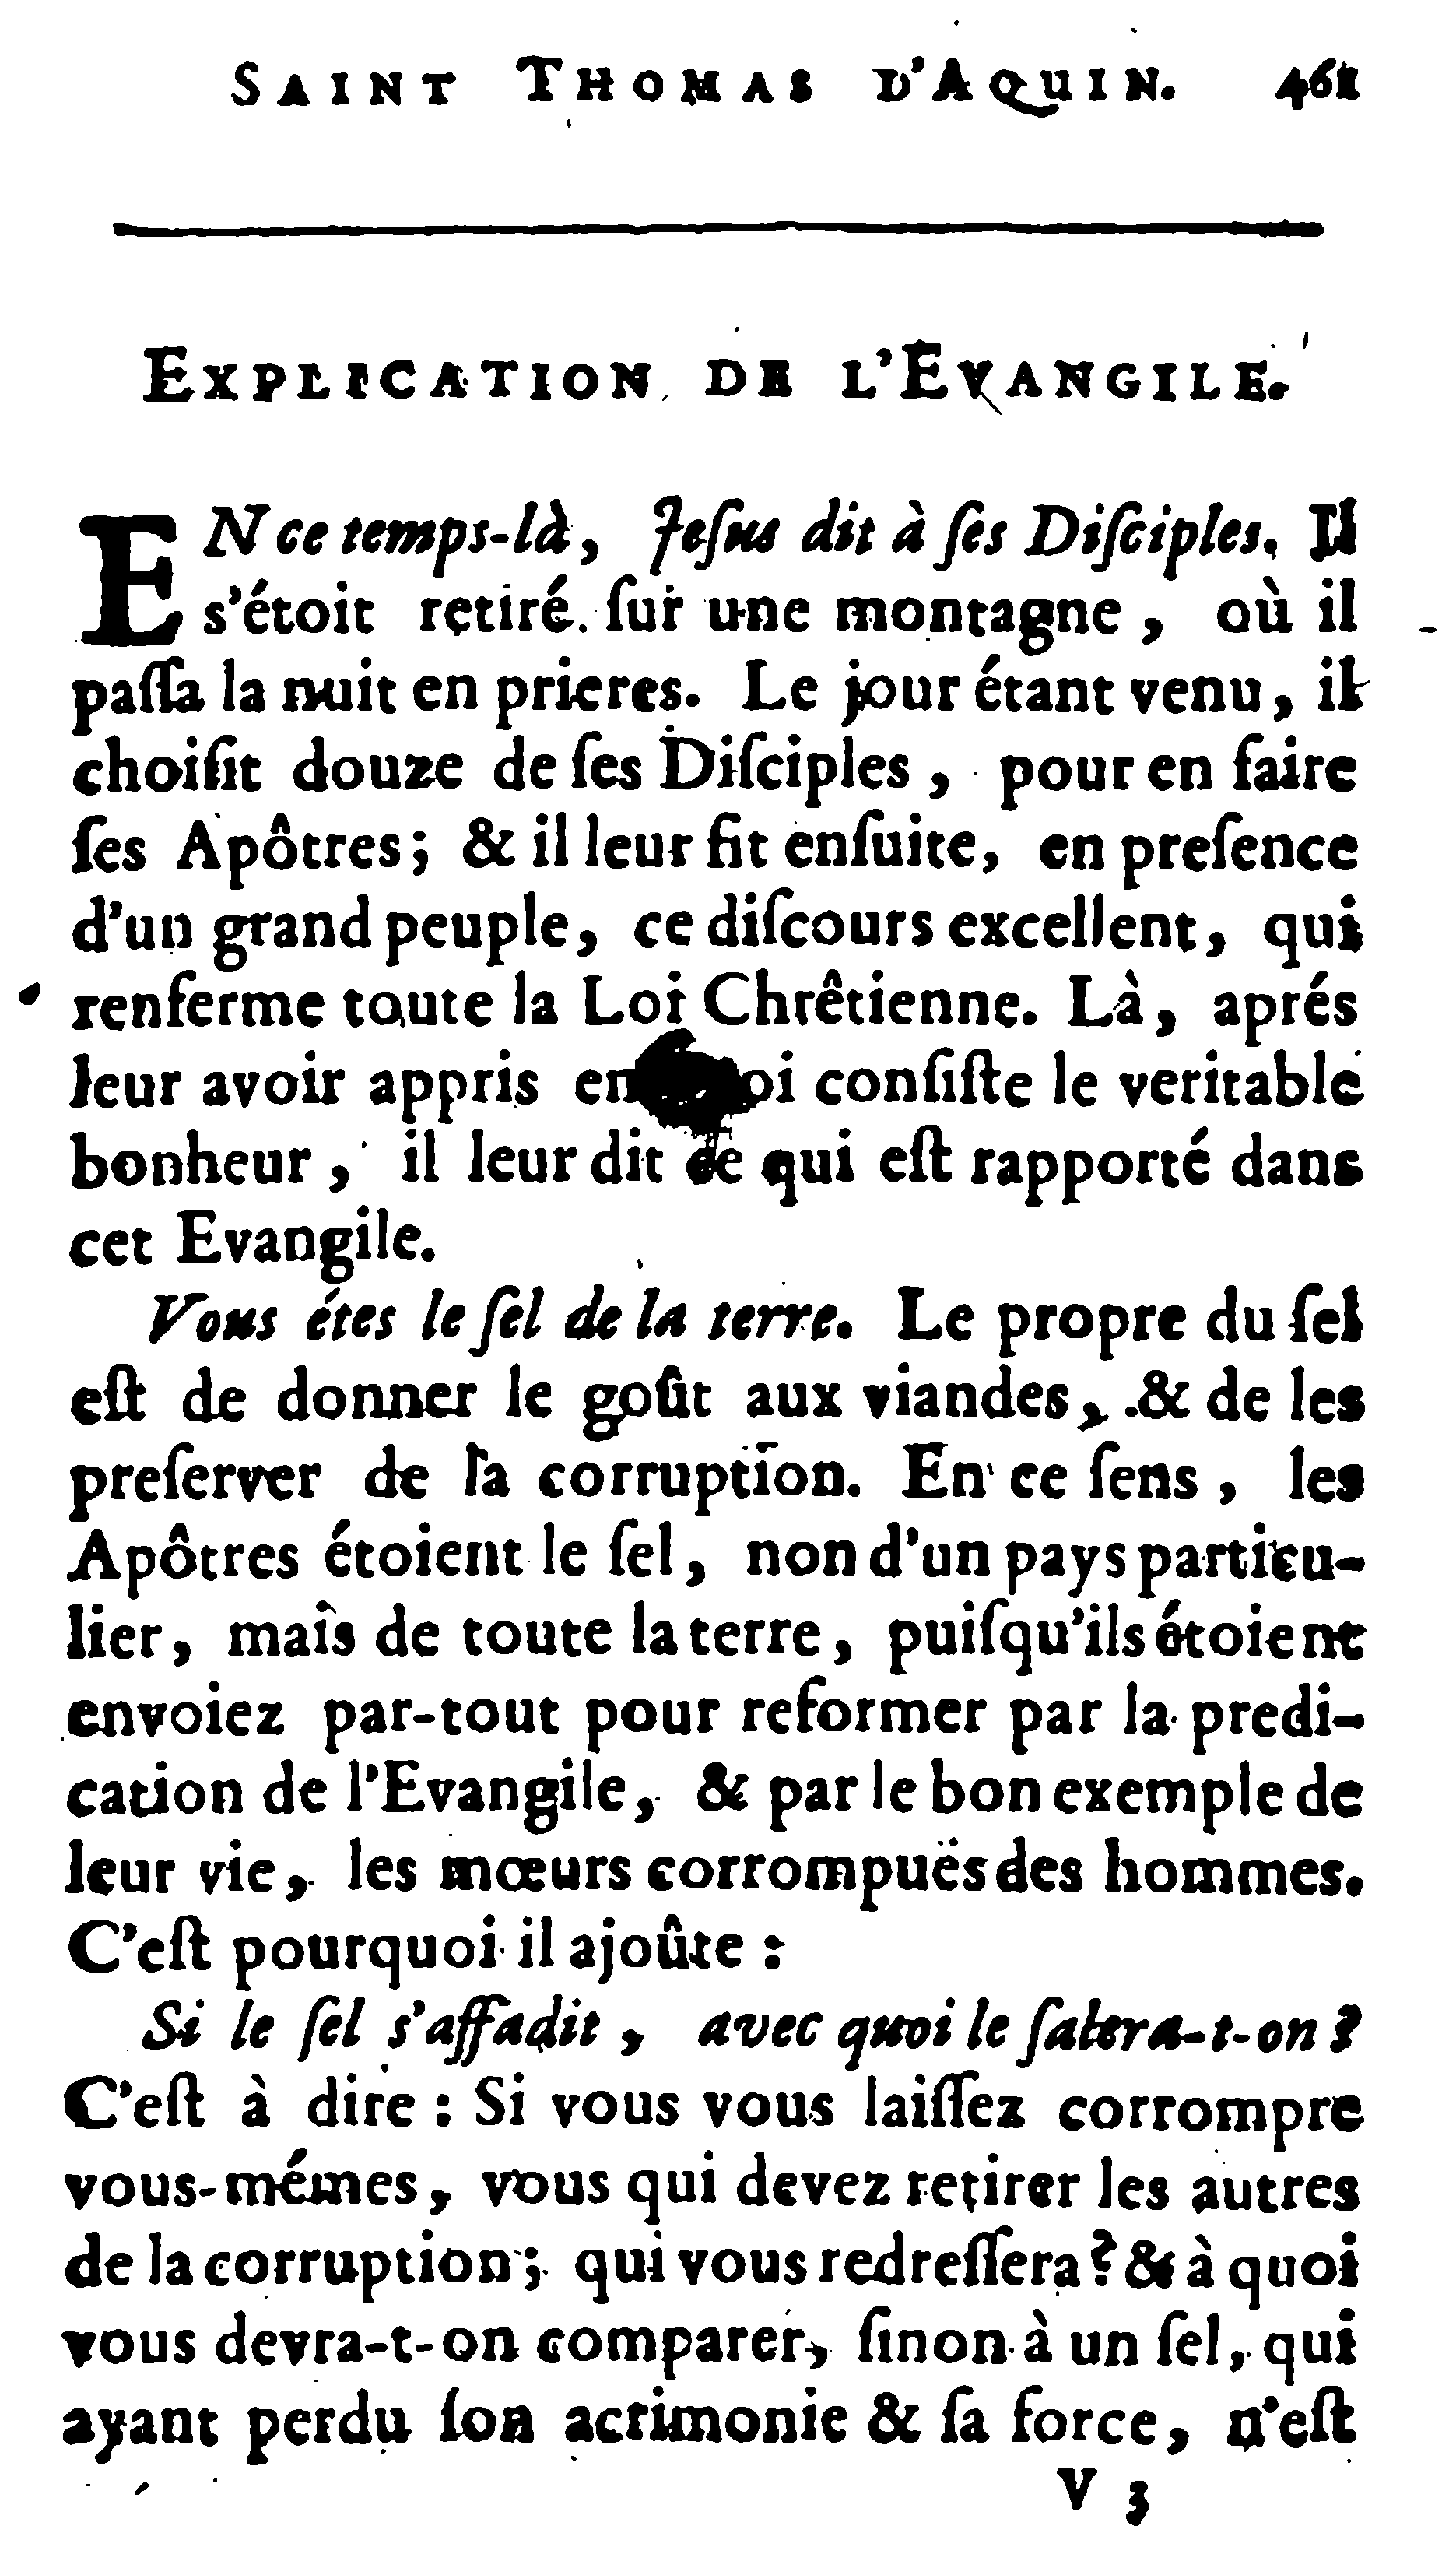 SAINT THOMAS D'AQUIN. 461
EXPLICATION DE L'EVANGILE.
EN ce temps-là, Jeſus dit à ſes Diſciples. Il
s'étoit retiré ſur une montagne, où il
paſſa la nuit en prieres. Le jour étant venu, il
choiſit douze de ſes Diſciples, pour en faire
ſes Apôtres; & il leur fit enſuite, en preſence
d'un grand peuple, ce diſcours excellent, qui
renferme toute la Loi Chrêtienne. Là, aprés
leur avoir appris en oi conſiſte le veritable
bonheur, il leur dit ce qui eſt rapporté dans
cet Evangile.
Vous étes le ſel de la terre. Le propre du ſel
eſt de donner le goût aux viandes, & de les
preſerver de la corruption. En ce ſens, les
Apôtres étoient le ſel, non d'un pays particu-
lier, mais de toute la terre, puiſqu'ils étoient
envoiez par-tout pour reformer par la predi-
cation de l'Evangile, & par le bon exemple de
leur vie, les mœurs corrompuës des hommes.
C'eſt pourquoi il ajoûte :
Si le ſel s'affadit, avec quoi le ſalera-t-on?
C'eſt à dire : Si vous vous laiſſez corrompre
vous-mémes, vous qui devez retirer les autres
de la corruption; qui vous redreſſera? & à quoi
vous devra-t-on comparer, ſinon à un ſel, qui
ayant perdu ſon acrimonie & ſa force, n'eſt
V 3